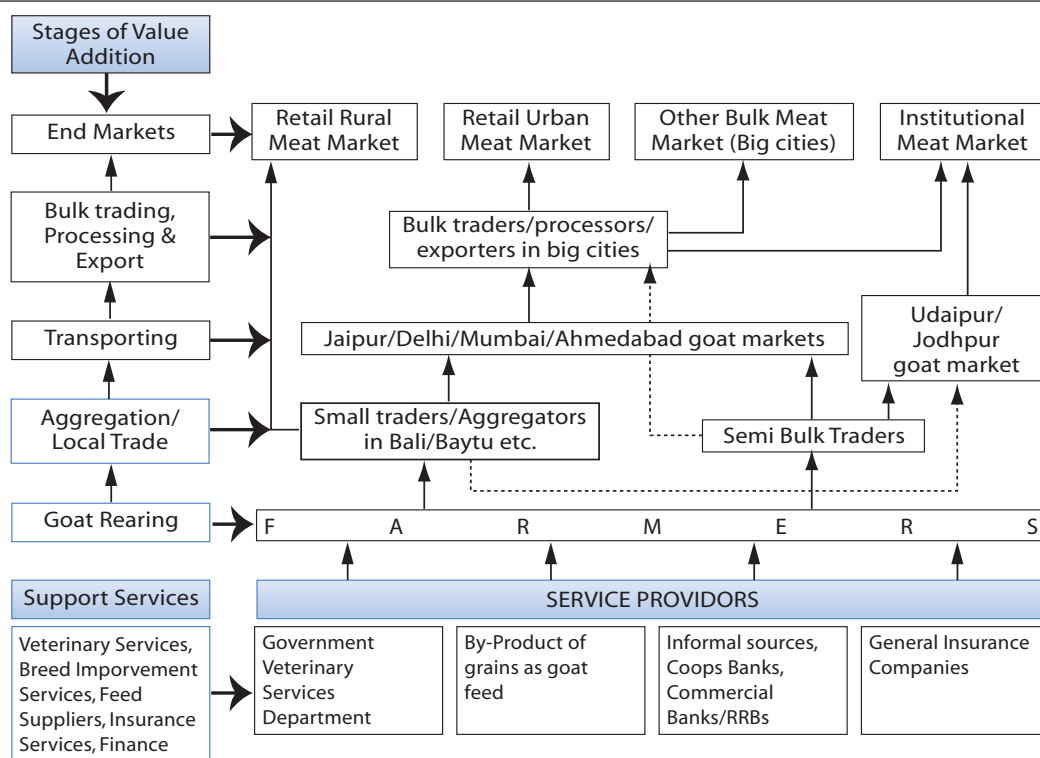 Stages of Value
Addition
End Markets
Retail Rural
Meat Market
Retail Urban
Meat Market
Other Bulk Meat
Market (Big cities)
Institutional
Meat Market
Bulk trading,
Processing &
Export
Bulk traders/processors/
exporters in big cities
Transporting
Jaipur/Delhi/Mumbai/Ahmedabad goat markets
Udaipur/
Jodhpur
goat market
Aggregation/
Local Trade
Small traders/Aggregators
in Bali/Baytu etc.
Semi Bulk Traders
Goat Rearing
F A R M E R S
Support Services
SERVICE PROVIDORS
Veterinary Services,
Breed Imporvement
Services, Feed
Suppliers, Insurance
Services, Finance
Government
Veterinary
Services
Department
By-Product of
grains as goat
feed
Informal sources,
Coops Banks,
Commercial
Banks/RRBs
General Insurance
Companies